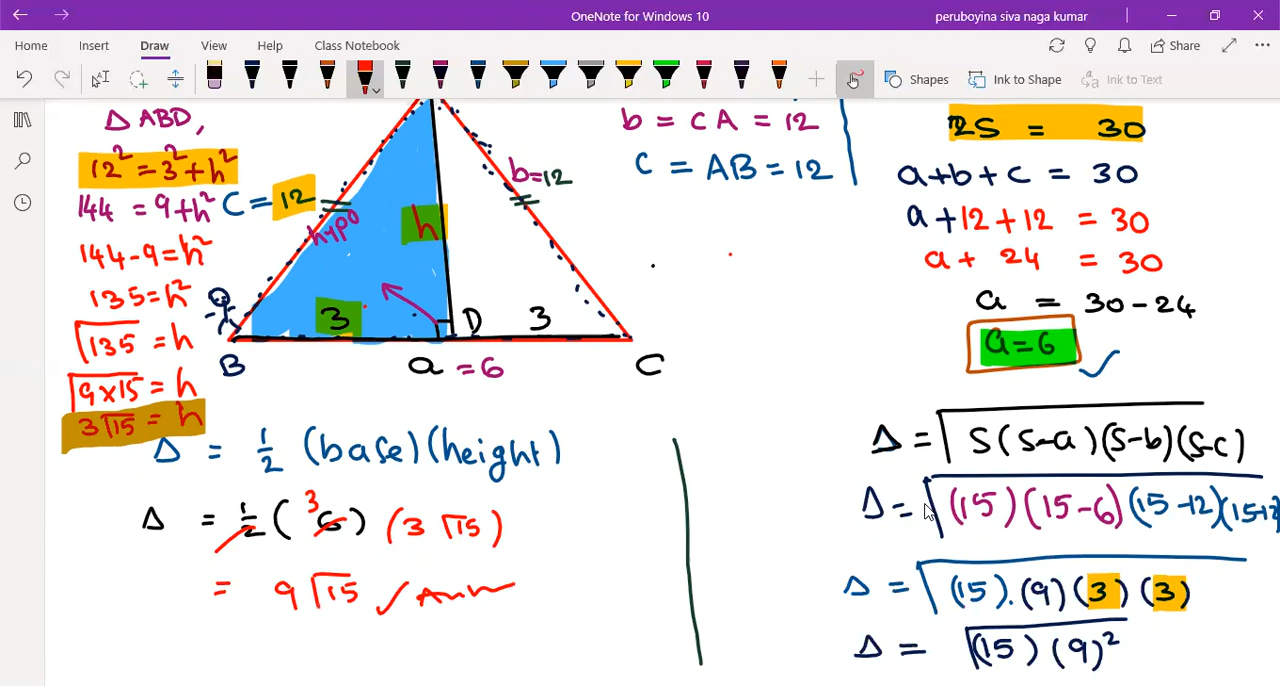 OneNote for Windows 10
peruboyina siva naga kumar
Home Insert Draw View Help Class Notebook Share
Shapes Ink to Shape Ink to Text
Δ ABD,
12² = 3² + h²
144 = 9 + h²
144 - 9 = h²
135 = h²
√135 = h
√9×15 = h
3√15 = h
C = 12
hypo
h
b = 12
3
D
3
B
a = 6
C
b = CA = 12
C = AB = 12
Δ = 1/2 (base)(height)
Δ = 1/2 (6) (3√15)
3
= 9√15 ✓ Ans
2S = 30
a+b+c = 30
a+12+12 = 30
a + 24 = 30
a = 30-24
a = 6 ✓
Δ = √S(S-a)(S-b)(S-c)
Δ = √(15)(15-6)(15-12)(15-12
Δ = √(15).(9)(3)(3)
Δ = √(15)(9)²